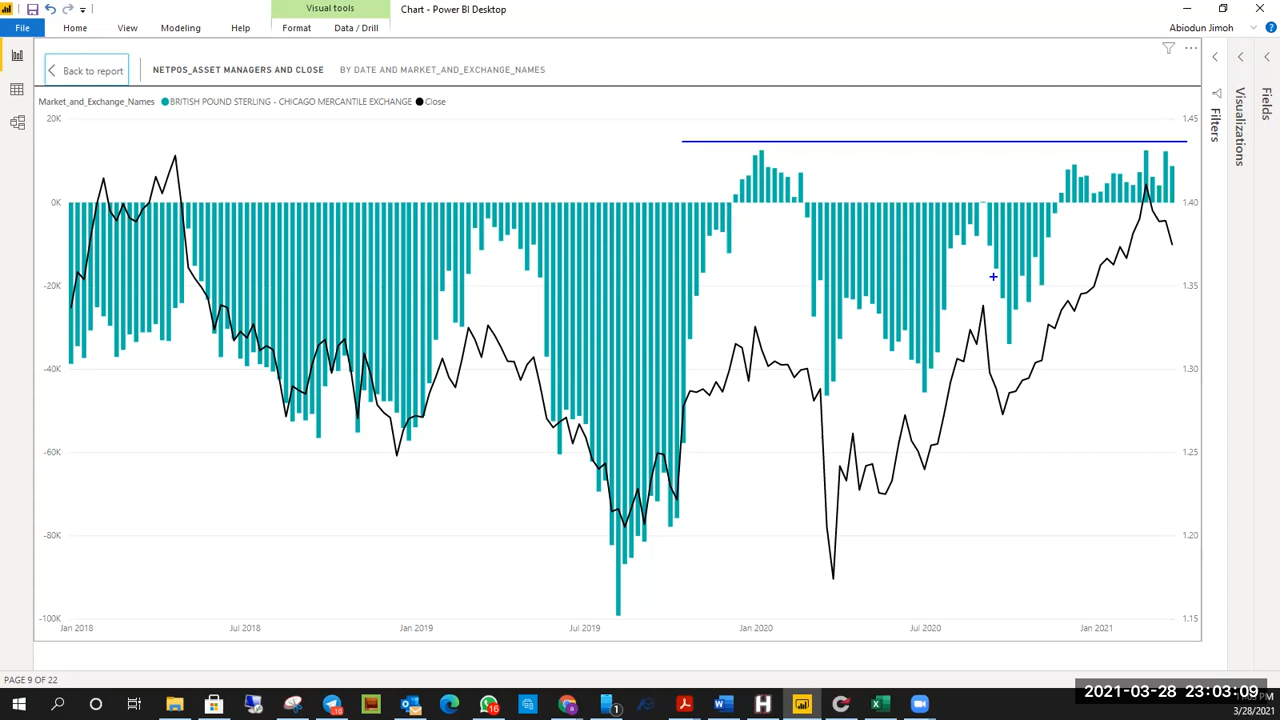 Visual tools
Chart - Power BI Desktop
File Home View Modeling Help Format Data / Drill
Abiodun Jimoh
Back to report
NETPOS_ASSET MANAGERS AND CLOSE BY DATE AND MARKET_AND_EXCHANGE_NAMES
Market_and_Exchange_Names BRITISH POUND STERLING - CHICAGO MERCANTILE EXCHANGE Close
20K
0K
-20K
-40K
-60K
-80K
-100K
1.45
1.40
1.35
1.30
1.25
1.20
1.15
Jan 2018 Jul 2018 Jan 2019 Jul 2019 Jan 2020 Jul 2020 Jan 2021
Filters
Visualizations
Fields
PAGE 9 OF 22
16
1
2021-03-28 23:03:09
3/28/2021